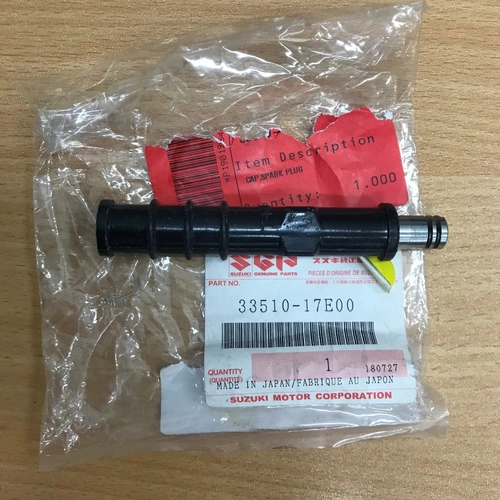 Item Description
CAP,SPARK PLUG
Quantity:
1.000
SGP
SUZUKI GENUINE PARTS
PIECES D'ORIGINE DE
PART NO.
33510-17E00
QUANTITY
(QUANTITÉ)
1
180727
MADE IN JAPAN/FABRIQUE AU JAPON
SUZUKI MOTOR CORPORATION